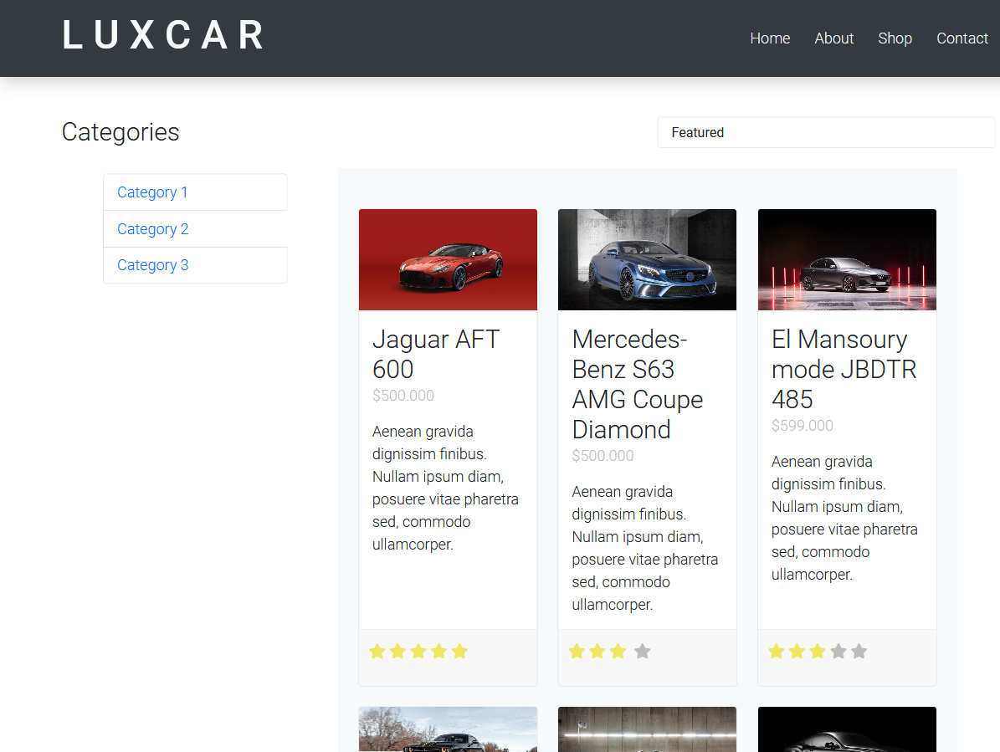 LUXCAR
Home About Shop Contact
Categories
Featured
Category 1
Category 2
Category 3
Jaguar AFT
600
$500.000
Aenean gravida
dignissim finibus.
Nullam ipsum diam,
posuere vitae pharetra
sed, commodo
ullamcorper.
Mercedes-
Benz S63
AMG Coupe
Diamond
$500.000
Aenean gravida
dignissim finibus.
Nullam ipsum diam,
posuere vitae pharetra
sed, commodo
ullamcorper.
El Mansoury
mode JBDTR
485
$599.000
Aenean gravida
dignissim finibus.
Nullam ipsum diam,
posuere vitae pharetra
sed, commodo
ullamcorper.